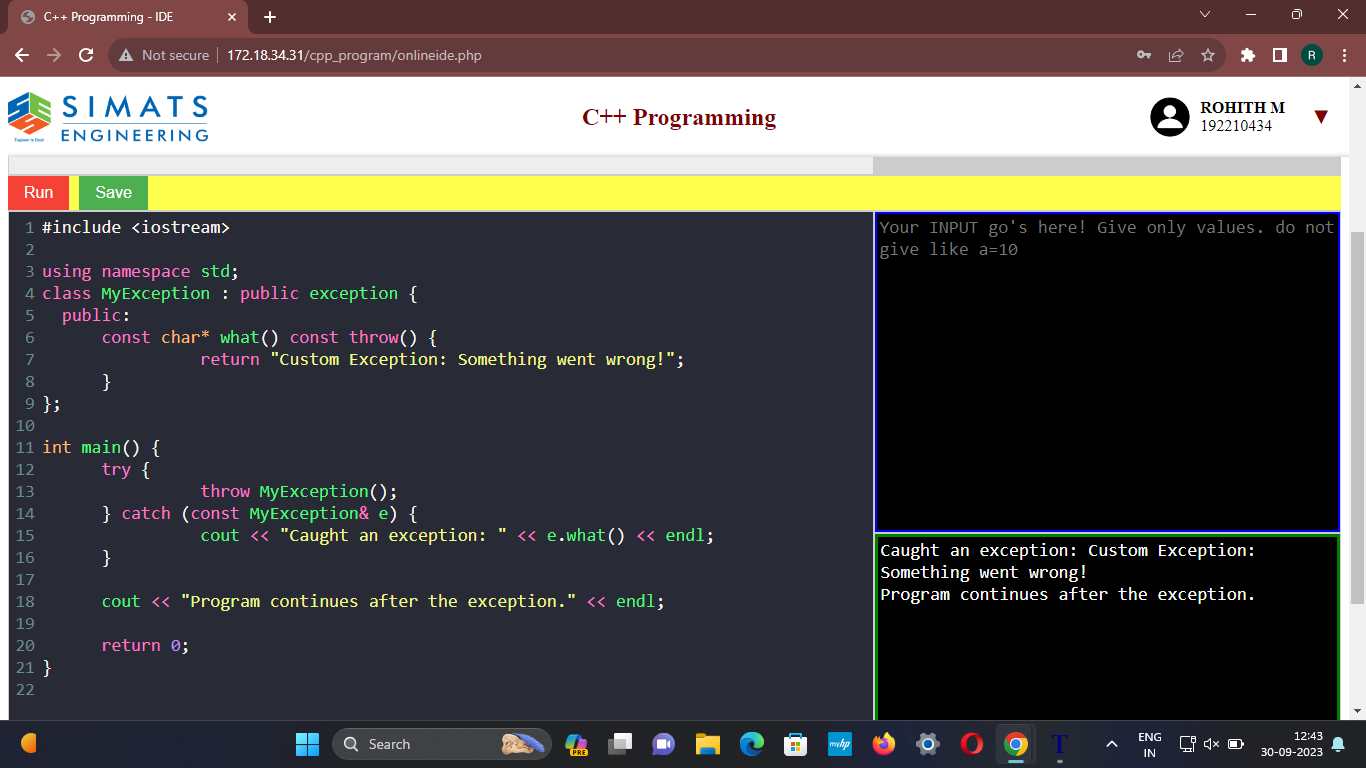 C++ Programming - IDE
Not secure
172.18.34.31/cpp_program/onlineide.php
R
SIMATS
ENGINEERING
Engineer to Excel
C++ Programming
ROHITH M
192210434
Run
Save
1 #include <iostream>
2
3 using namespace std;
4 class MyException : public exception {
5 public:
6 const char* what() const throw() {
7 return "Custom Exception: Something went wrong!";
8 }
9 };
10
11 int main() {
12 try {
13 throw MyException();
14 } catch (const MyException& e) {
15 cout << "Caught an exception: " << e.what() << endl;
16 }
17
18 cout << "Program continues after the exception." << endl;
19
20 return 0;
21 }
22
Your INPUT go's here! Give only values. do not
give like a=10
Caught an exception: Custom Exception:
Something went wrong!
Program continues after the exception.
Search
PRE
myhp
T
ENG
IN
12:43
30-09-2023